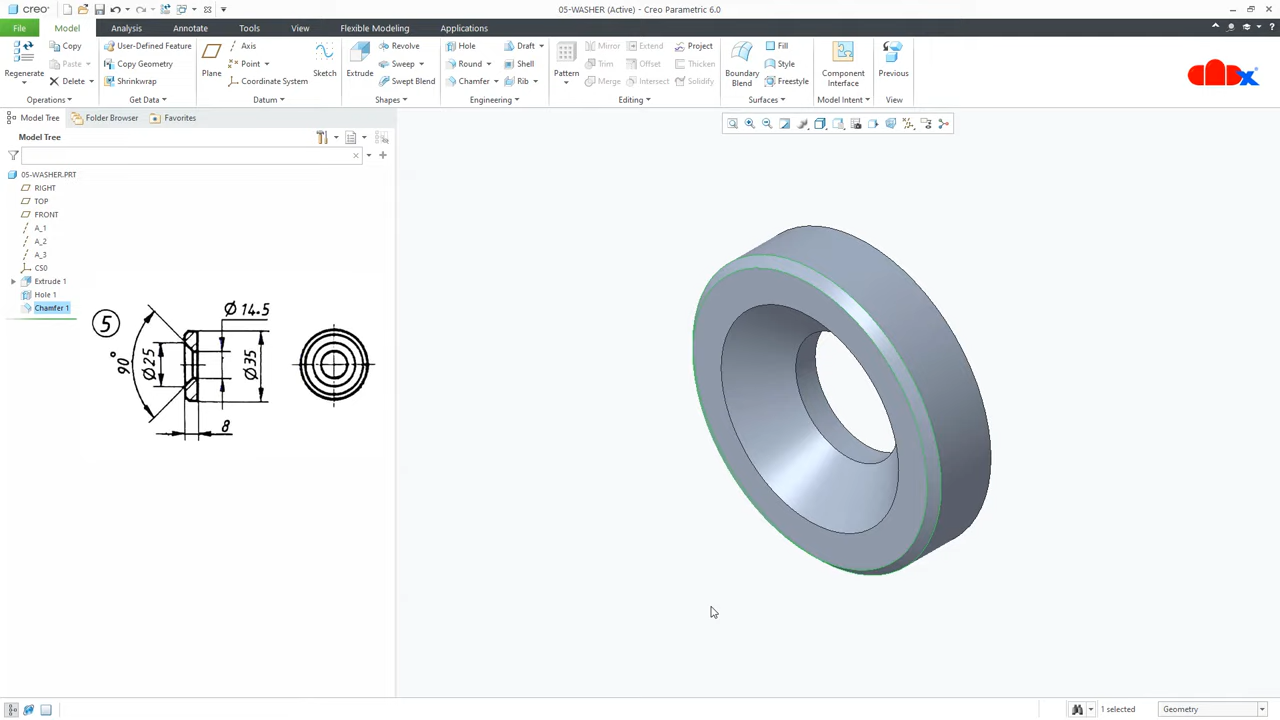 creo®
05-WASHER (Active) - Creo Parametric 6.0
File Model Analysis Annotate Tools View Flexible Modeling Applications
Regenerate
Copy
Paste
Delete
Operations
User-Defined Feature
Copy Geometry
Shrinkwrap
Get Data
Plane
Axis
Point
Coordinate System
Sketch
Datum
Extrude
Revolve
Sweep
Swept Blend
Shapes
Hole
Round
Chamfer
Draft
Shell
Rib
Engineering
Pattern
Mirror
Trim
Merge
Extend
Offset
Intersect
Project
Thicken
Solidify
Editing
Boundary
Blend
Fill
Style
Freestyle
Surfaces
Component
Interface
Model Intent
Previous
View
Model Tree Folder Browser Favorites
Model Tree
05-WASHER.PRT
RIGHT
TOP
FRONT
A_1
A_2
A_3
CS0
Extrude 1
Hole 1
Chamfer 1
5
Ø 14.5
90°
Ø25
Ø35
8
1 selected
Geometry